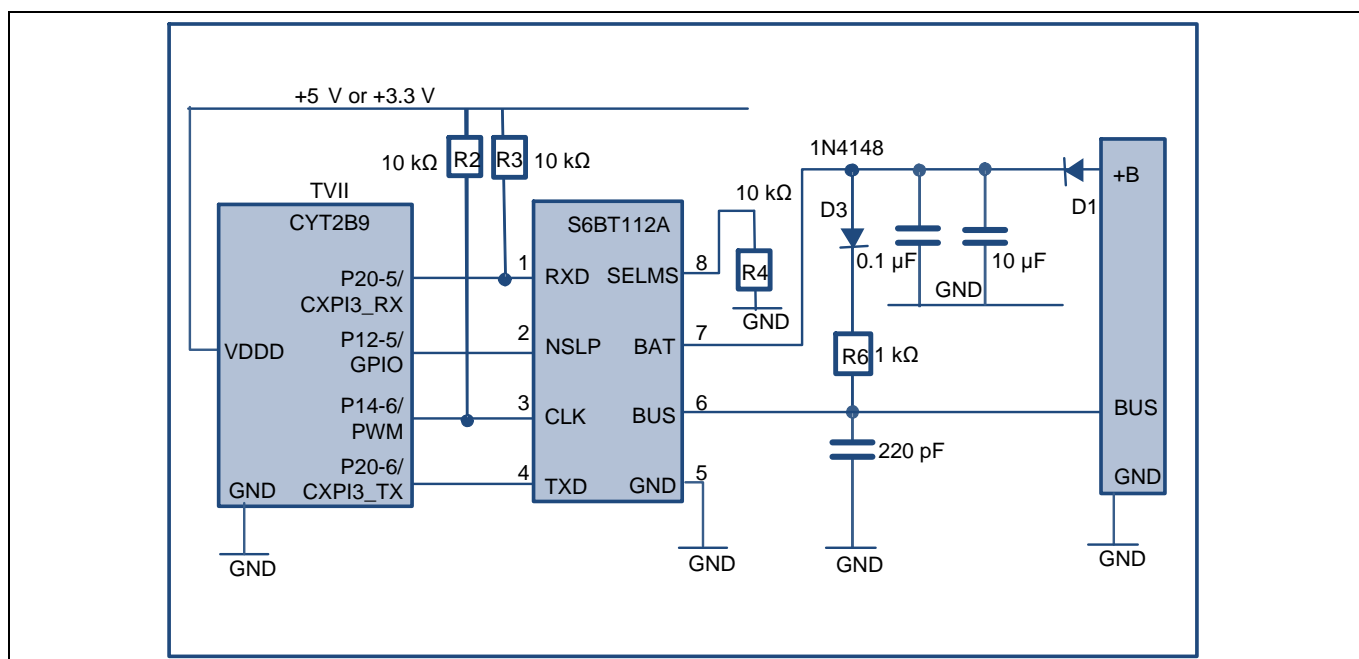 +5 V or +3.3 V
10 kΩ
R2
R3
10 kΩ
1N4148
+B
D1
TVII
CYT2B9
P20-5/
CXPI3_RX
VDDD
P12-5/
GPIO
P14-6/
PWM
P20-6/
CXPI3_TX
GND
GND
1
2
3
4
S6BT112A
RXD
SELMS
NSLP
BAT
CLK
BUS
TXD
GND
8
7
6
5
10 kΩ
R4
GND
GND
D3
0.1 µF
10 µF
GND
R6
1 kΩ
220 pF
GND
BUS
GND
GND